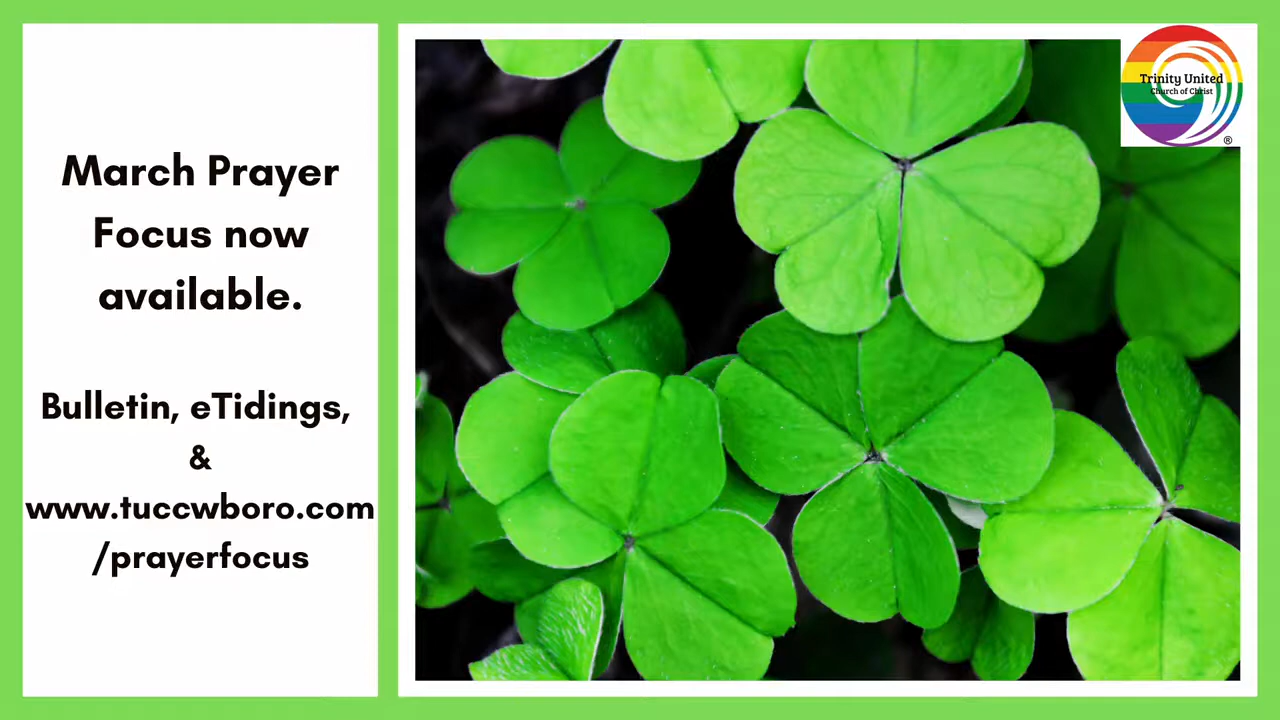 March Prayer
Focus now
available.
Bulletin, eTidings,
&
www.tuccwboro.com
/prayerfocus
Trinity United
Church of Christ
®